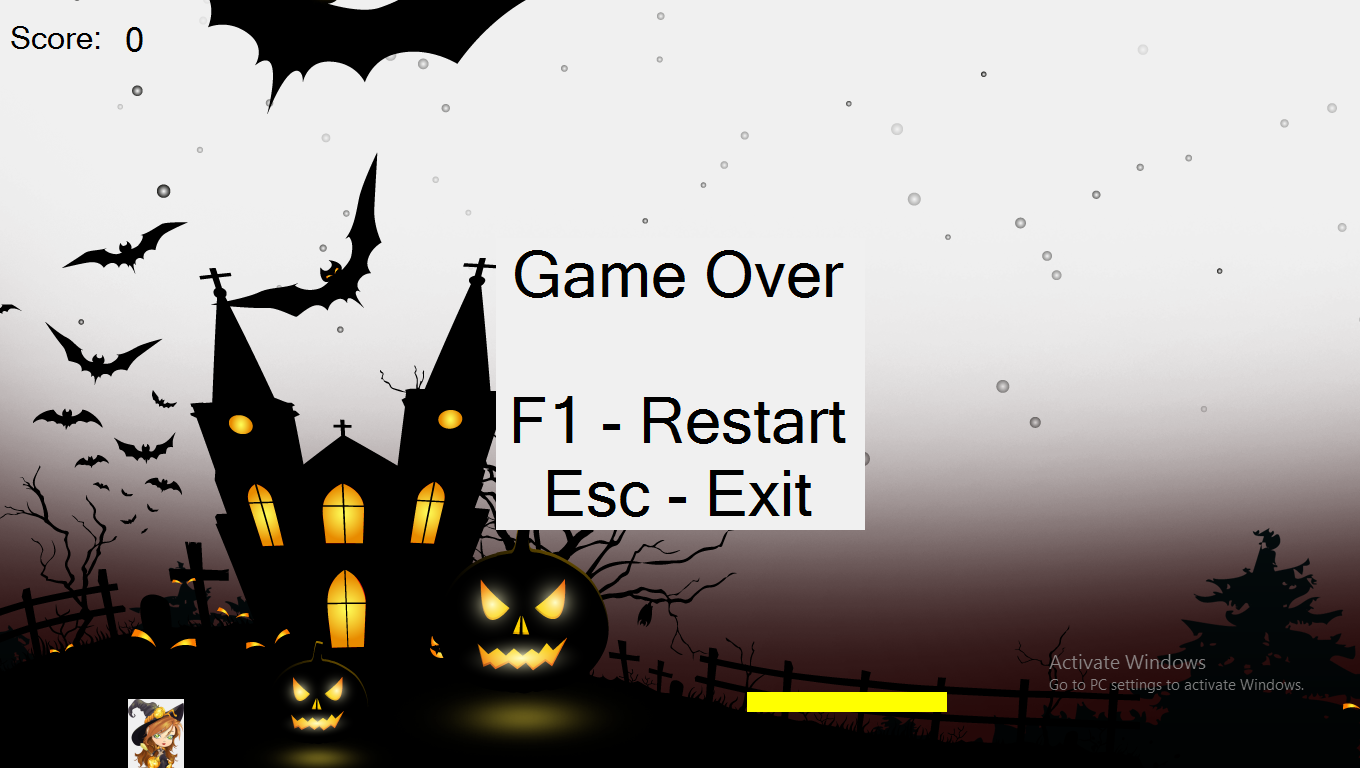 Score: 0
Game Over
F1 - Restart
Esc - Exit
Activate Windows
Go to PC settings to activate Windows.